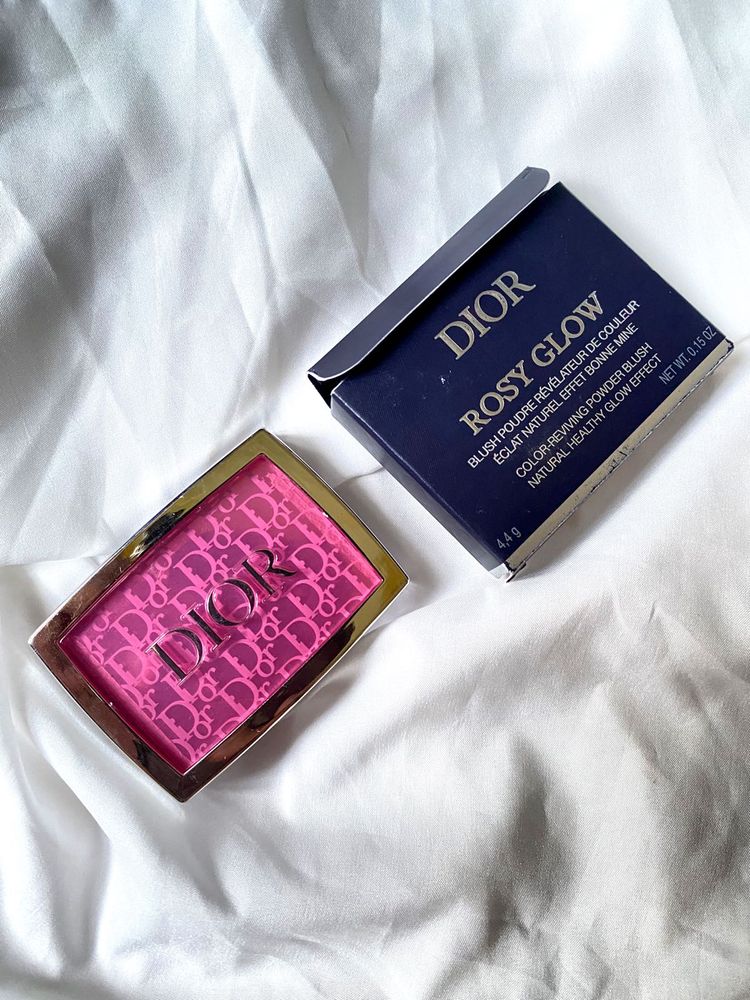 DIOR
ROSY GLOW
BLUSH POUDRE RÉVÉLATEUR DE COULEUR
ÉCLAT NATUREL EFFET BONNE MINE
COLOR-REVIVING POWDER BLUSH
NATURAL HEALTHY GLOW EFFECT
4,4 g
NET WT. 0.15 OZ
DIOR